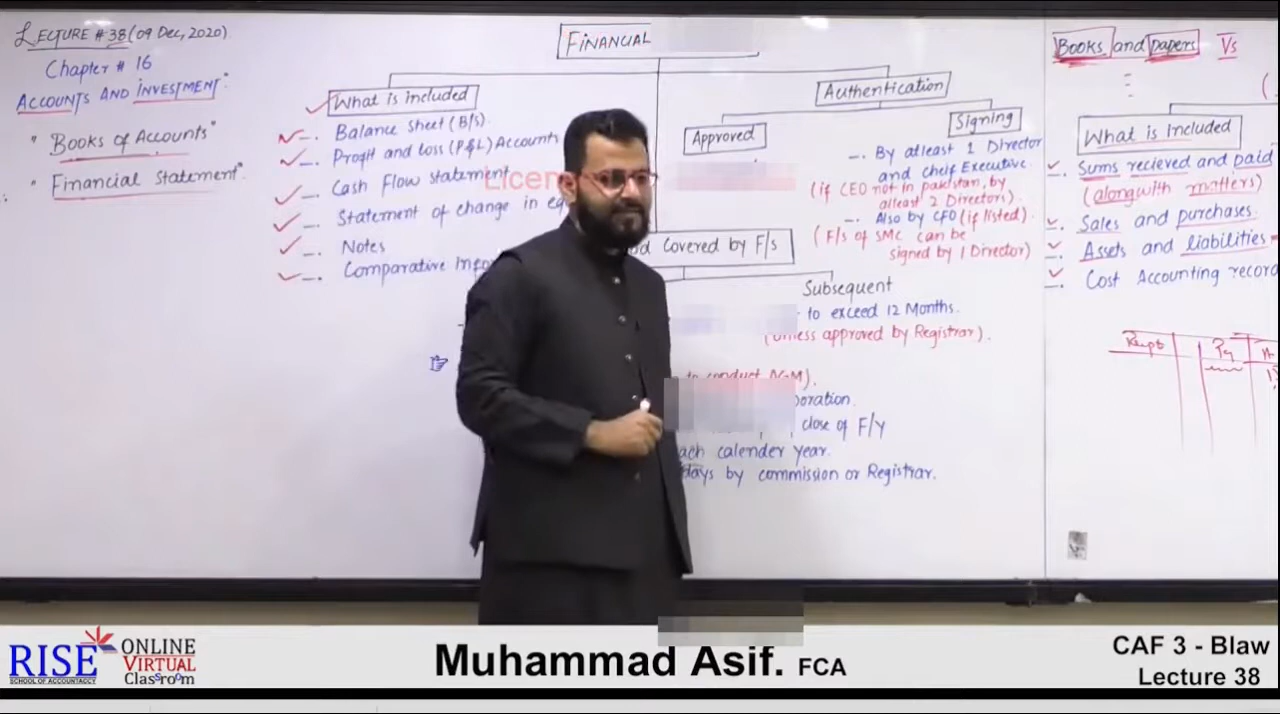 LECTURE # 38 (09 Dec, 2020)
Chapter # 16
ACCOUNTS AND INVESTMENT"
" Books of Accounts"
" Financial Statement".
FINANCIAL
What is included
–. Balance Sheet (B/S).
–. Profit and loss (P&L) Accounts
–. Cash Flow statement
–. Statement of change in eq
–. Notes
–. Comparative
Licen
Authentication
Approved
Signing
–. By atleast 1 Director
and cheif Executive
(if CEO not in pakistan, by
atleast 2 Directors).
–. Also by CFO (if listed).
(F/s of SMC can be
signed by 1 Director)
Covered by F/s
Subsequent
to exceed 12 Months.
(unless approved by Registrar).
to conduct AGM).
oration.
close of F/Y
ach calender year.
days by commission or Registrar.
Books and papers Vs
What is Included
–. Sums recieved and paid
(alongwith matters)
–. Sales and purchases.
–. Assets and liabilities
–. Cost Accounting record
RISE ONLINE VIRTUAL Classroom
SCHOOL OF ACCOUNTANCY
Muhammad Asif. FCA
CAF 3 - Blaw
Lecture 38